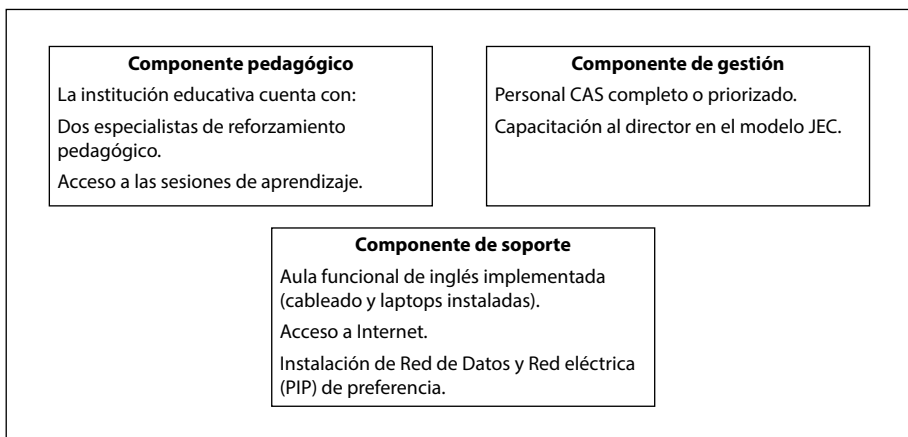 Componente pedagógico
La institución educativa cuenta con:
Dos especialistas de reforzamiento
pedagógico.
Acceso a las sesiones de aprendizaje.
Componente de gestión
Personal CAS completo o priorizado.
Capacitación al director en el modelo JEC.
Componente de soporte
Aula funcional de inglés implementada
(cableado y laptops instaladas).
Acceso a Internet.
Instalación de Red de Datos y Red eléctrica
(PIP) de preferencia.